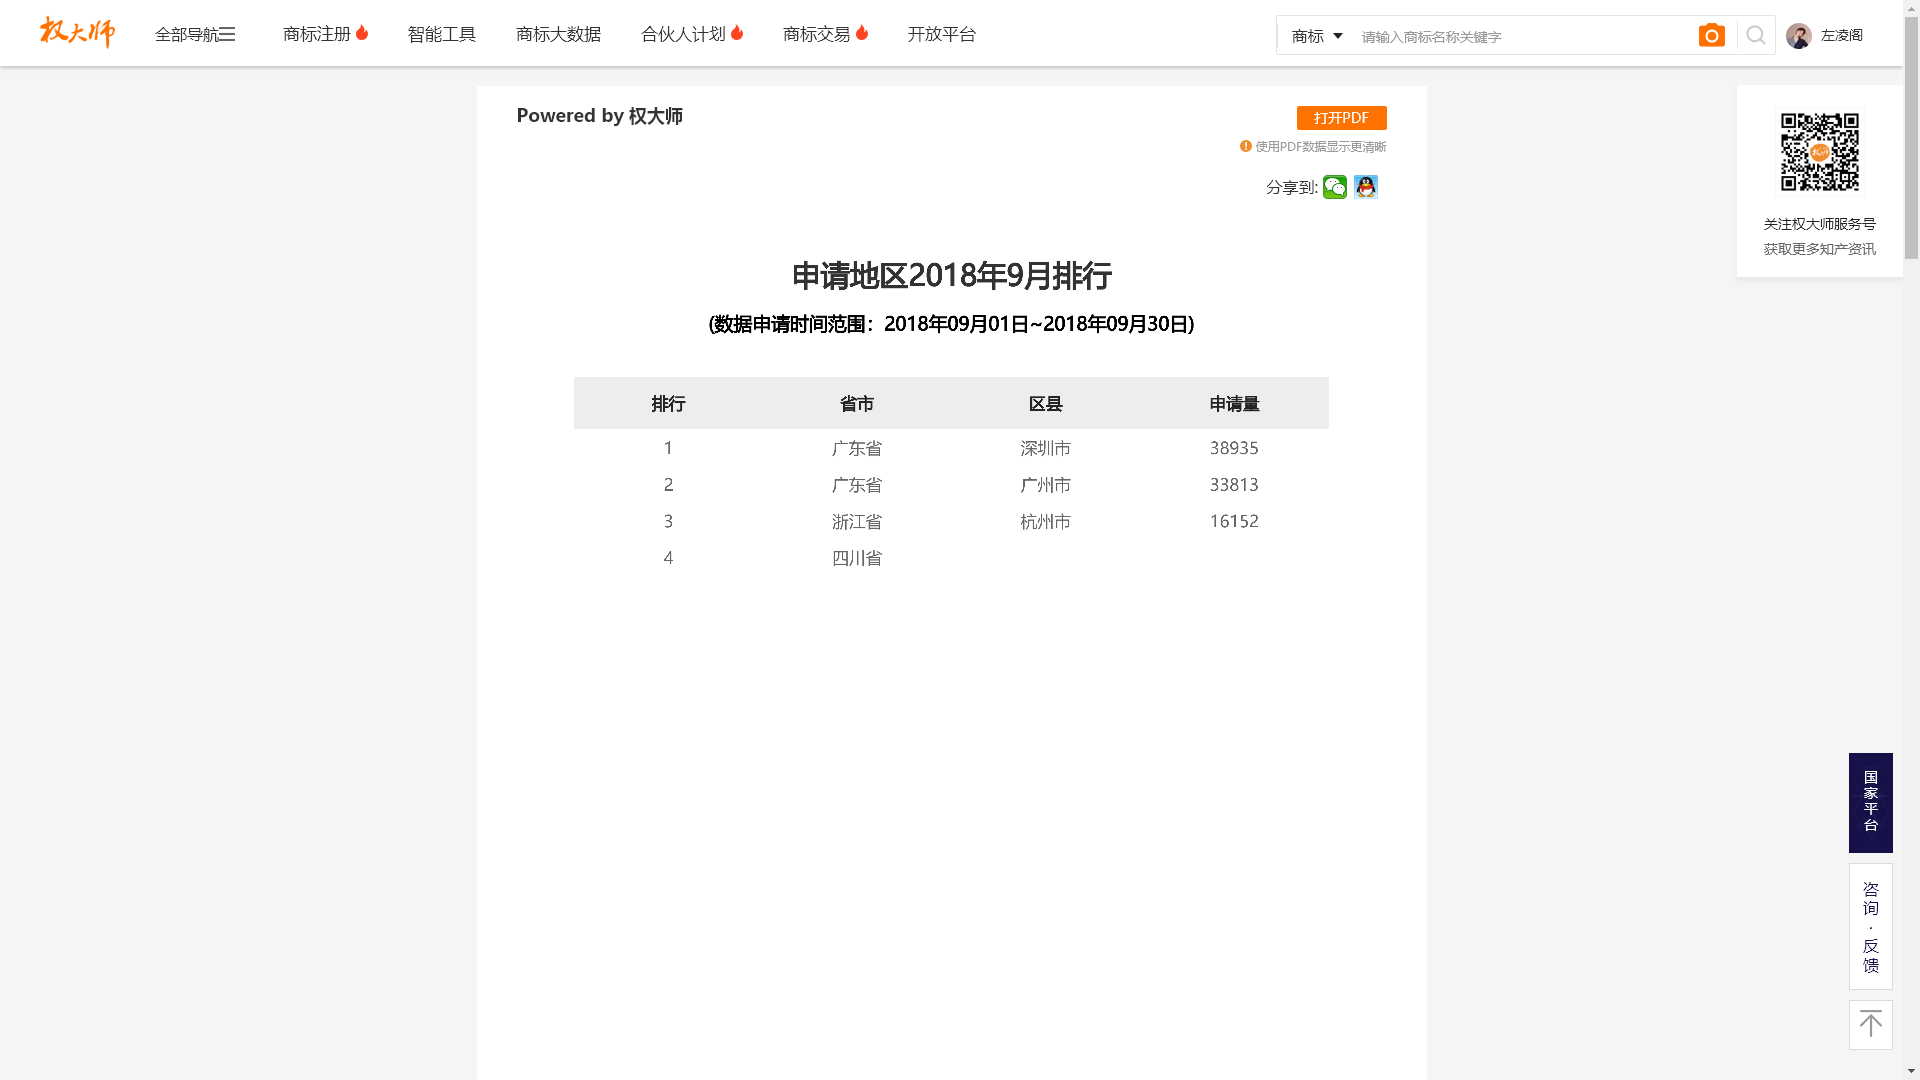 权大师
全部导航
商标注册
智能工具
商标大数据
合伙人计划
商标交易
开放平台
商标
请输入商标名称关键字
左凌阁
Powered by 权大师
打开PDF
使用PDF数据显示更清晰
分享到:
关注权大师服务号
获取更多知产资讯
申请地区2018年9月排行
(数据申请时间范围：2018年09月01日~2018年09月30日)
排行 省市 区县 申请量
1 广东省 深圳市 38935
2 广东省 广州市 33813
3 浙江省 杭州市 16152
4 四川省
国家平台
咨询·反馈